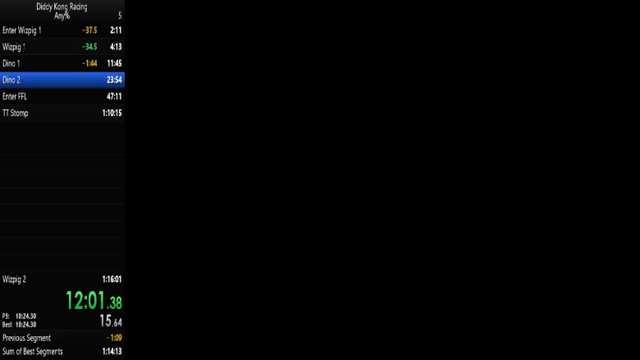 Diddy Kong Racing
Any% 5
Enter Wizpig 1 −37.5 2:11
Wizpig 1 −34.5 4:13
Dino 1 −1:44 11:45
Dino 2 23:54
Enter FFL 47:11
TT Stomp 1:10:15
Wizpig 2 1:16:01
12:01.38
PB: 10:24.30
Best: 10:24.30
15.64
Previous Segment −1:09
Sum of Best Segments 1:14:13